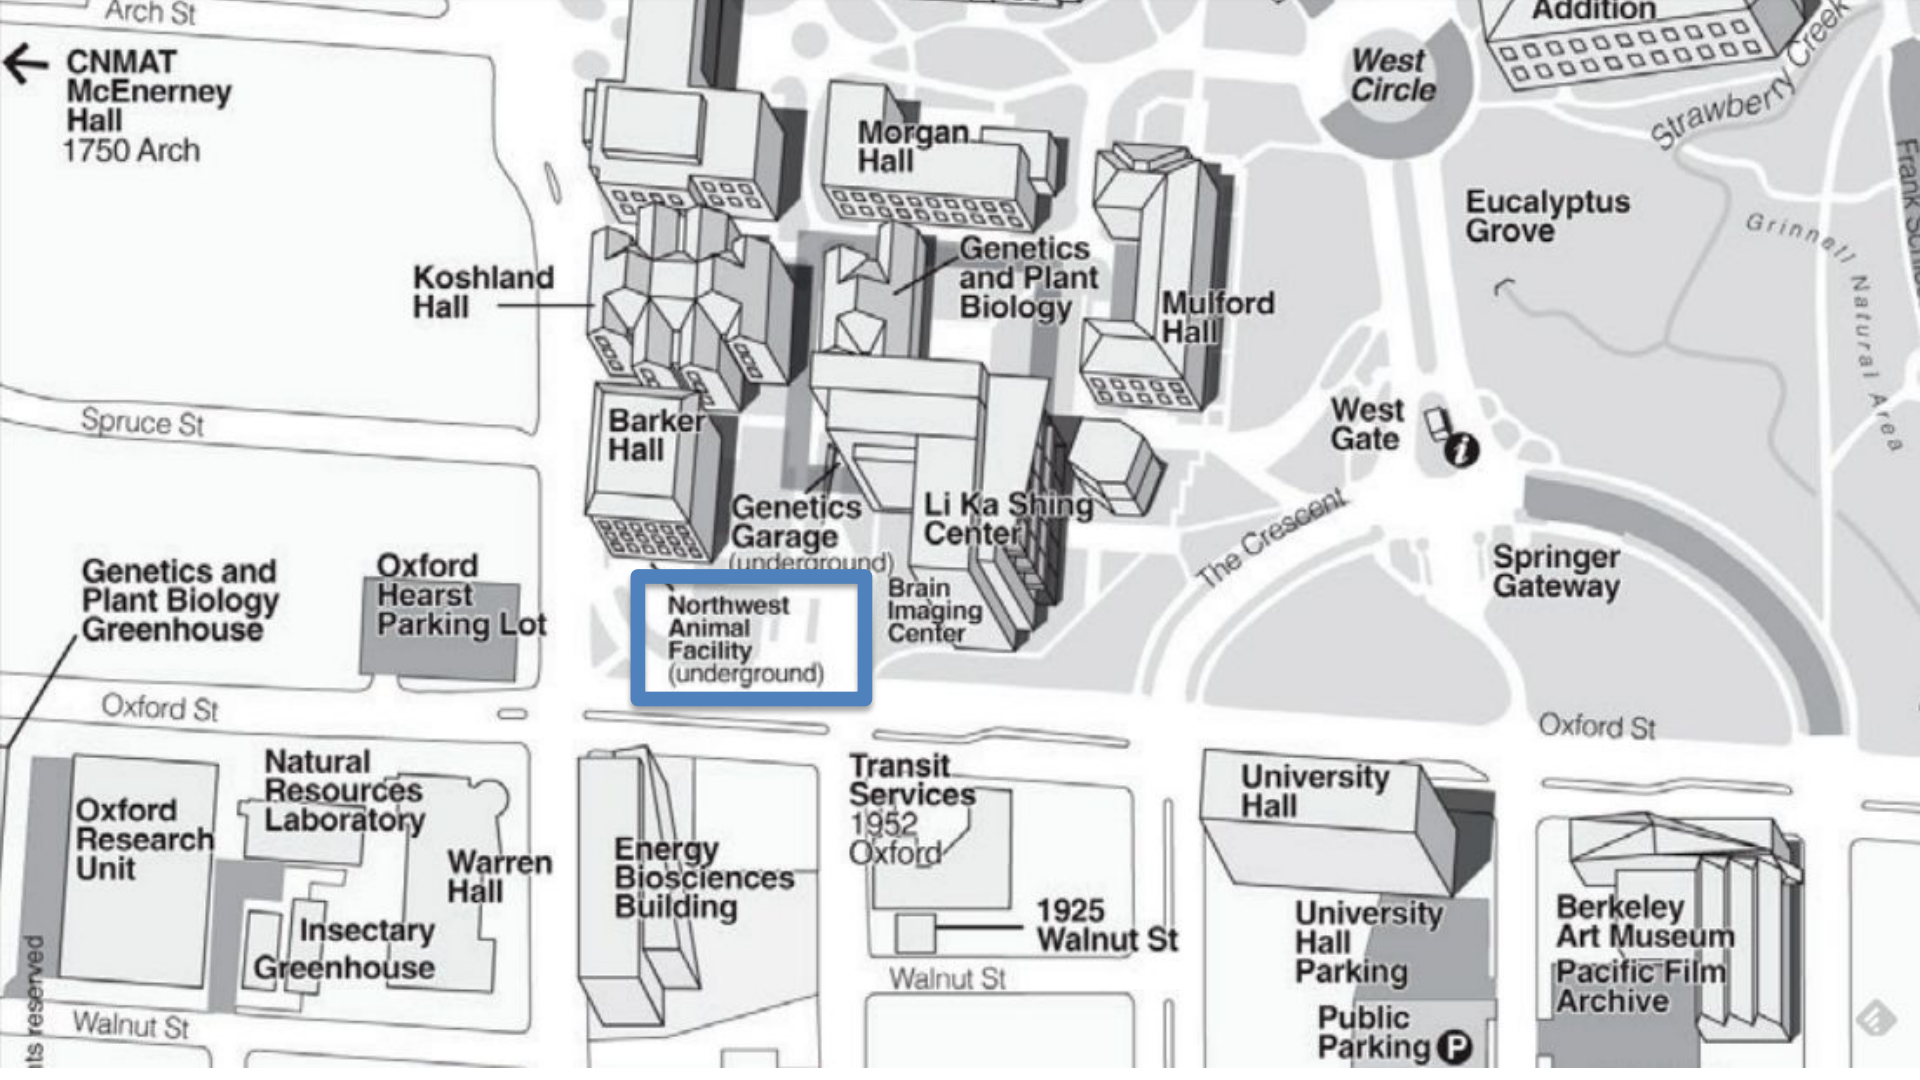 Arch St
CNMAT
McEnerney
Hall
1750 Arch
Addition
West
Circle
Strawberry Creek
Morgan
Hall
Eucalyptus
Grove
Grinnell Natural Area
Genetics
and Plant
Biology
Koshland
Hall
Mulford
Hall
Spruce St
Barker
Hall
West
Gate
i
Genetics
Garage
(underground)
Li Ka Shing
Center
The Crescent
Springer
Gateway
Genetics and
Plant Biology
Greenhouse
Oxford
Hearst
Parking Lot
Northwest
Animal
Facility
(underground)
Brain
Imaging
Center
Oxford St
Oxford St
Oxford
Research
Unit
Natural
Resources
Laboratory
Warren
Hall
Insectary
Greenhouse
Energy
Biosciences
Building
Transit
Services
1952
Oxford
1925
Walnut St
University
Hall
University
Hall
Parking
Berkeley
Art Museum
Pacific Film
Archive
Public
Parking P
Walnut St
Walnut St
reserved